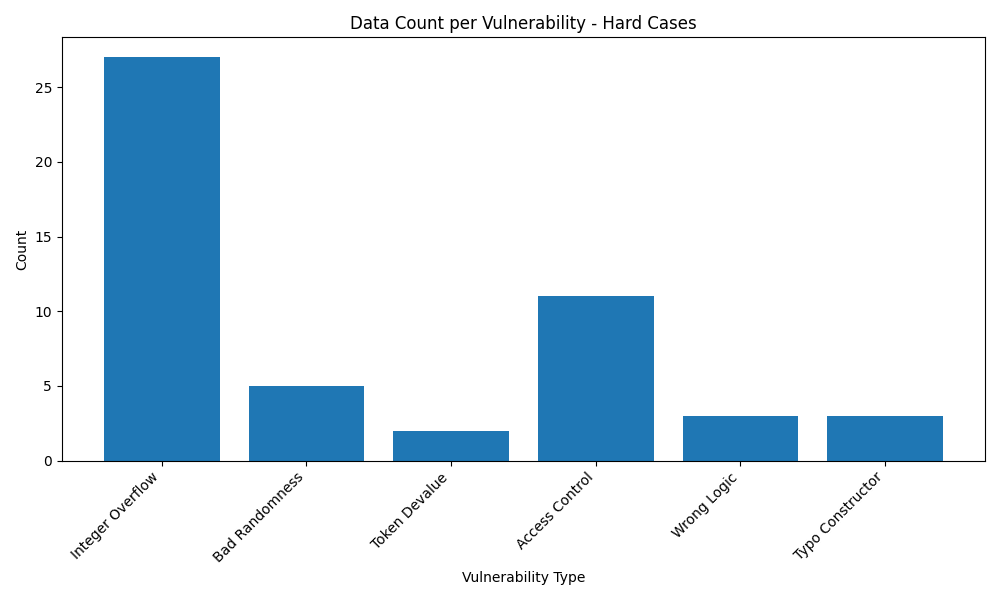 Data Count per Vulnerability - Hard Cases
Count
25
20
15
10
5
0
Integer Overflow
Bad Randomness
Token Devalue
Access Control
Wrong Logic
Typo Constructor
Vulnerability Type